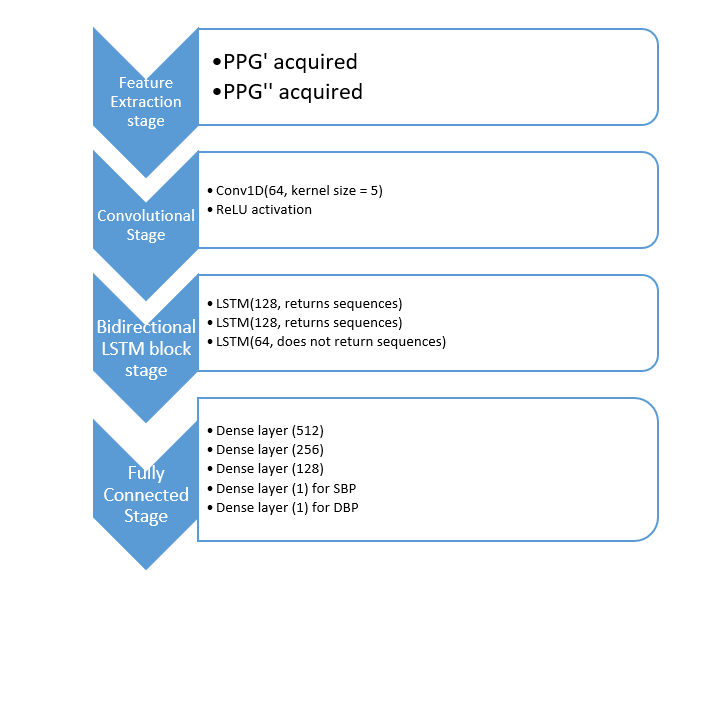 Feature
Extraction
stage
•PPG' acquired
•PPG'' acquired
Convolutional
Stage
•Conv1D(64, kernel size = 5)
•ReLU activation
Bidirectional
LSTM block
stage
•LSTM(128, returns sequences)
•LSTM(128, returns sequences)
•LSTM(64, does not return sequences)
Fully
Connected
Stage
•Dense layer (512)
•Dense layer (256)
•Dense layer (128)
•Dense layer (1) for SBP
•Dense layer (1) for DBP